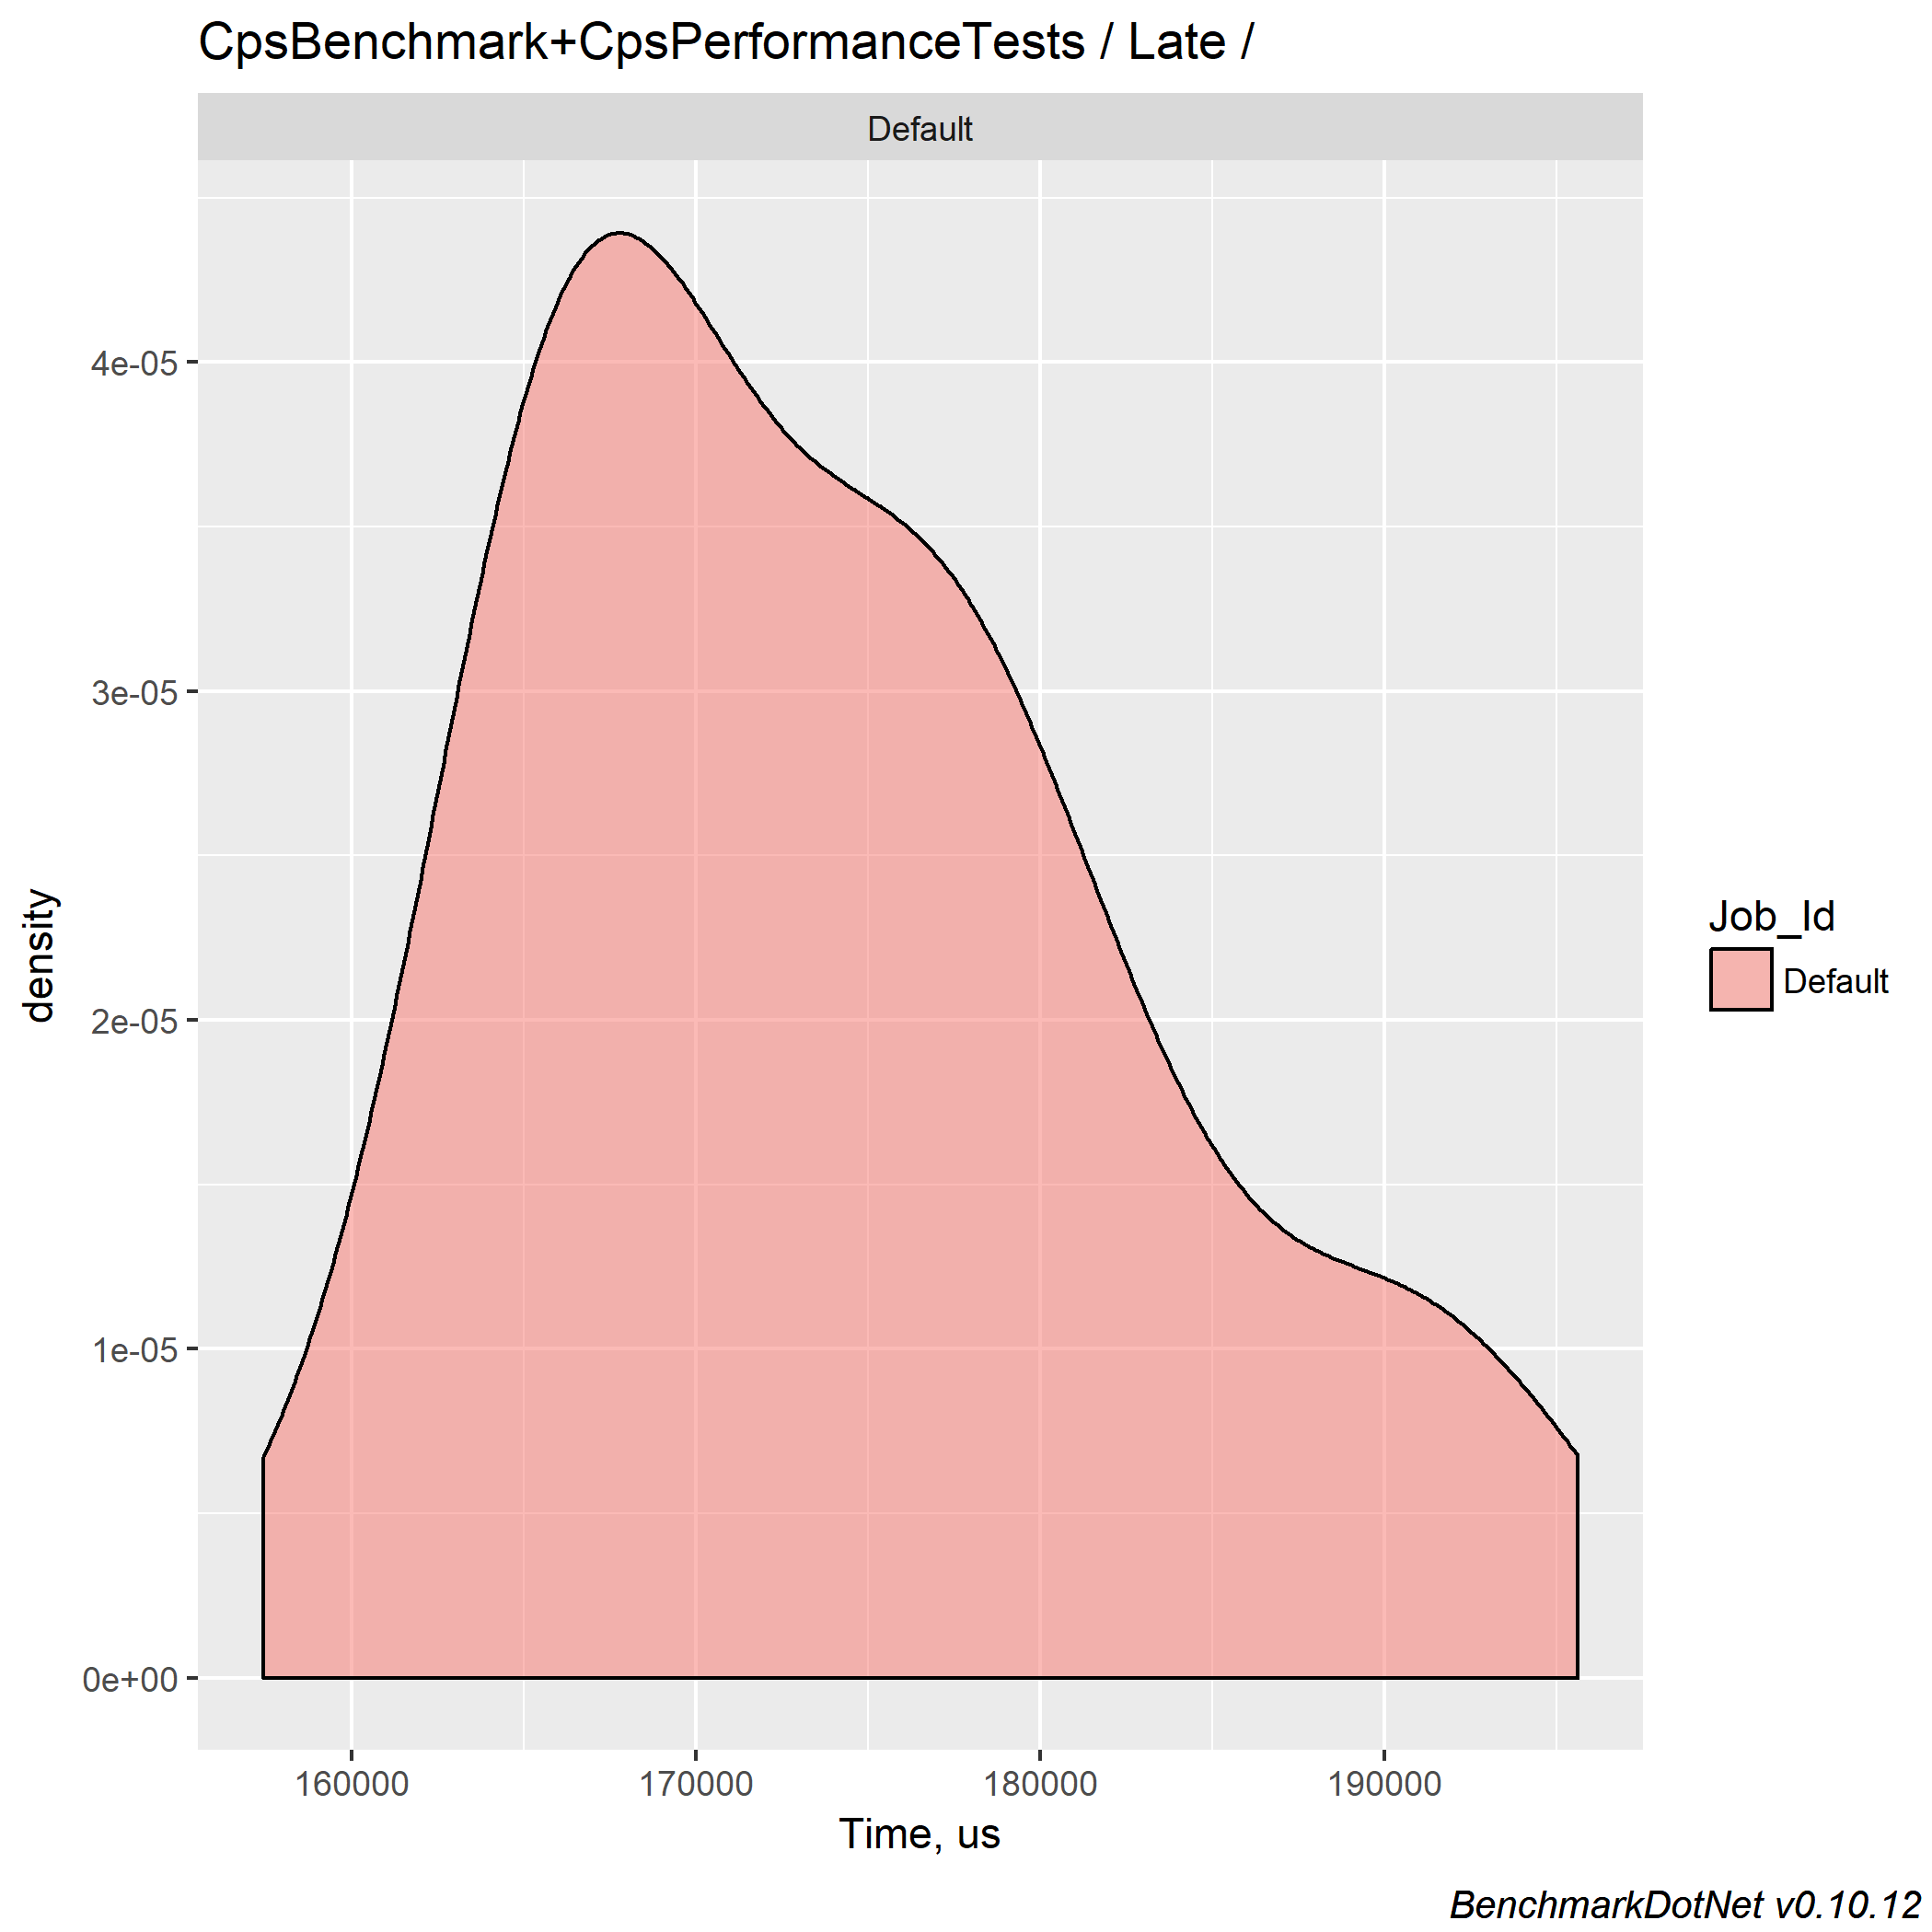 CpsBenchmark+CpsPerformanceTests / Late /
Default
4e-05
3e-05
2e-05
1e-05
0e+00
density
160000 170000 180000 190000
Time, us
Job_Id
Default
BenchmarkDotNet v0.10.12